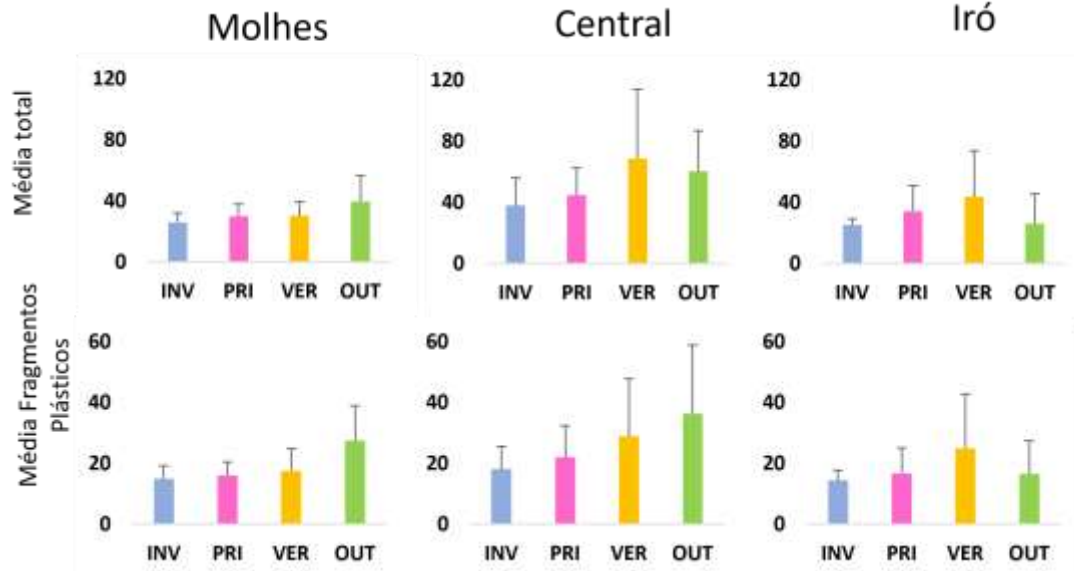 Molhes
Central
Iró
Média total
120
80
40
0
INV PRI VER OUT
120
80
40
0
INV PRI VER OUT
120
80
40
0
INV PRI VER OUT
Média Fragmentos
Plásticos
60
40
20
0
INV PRI VER OUT
60
40
20
0
INV PRI VER OUT
60
40
20
0
INV PRI VER OUT